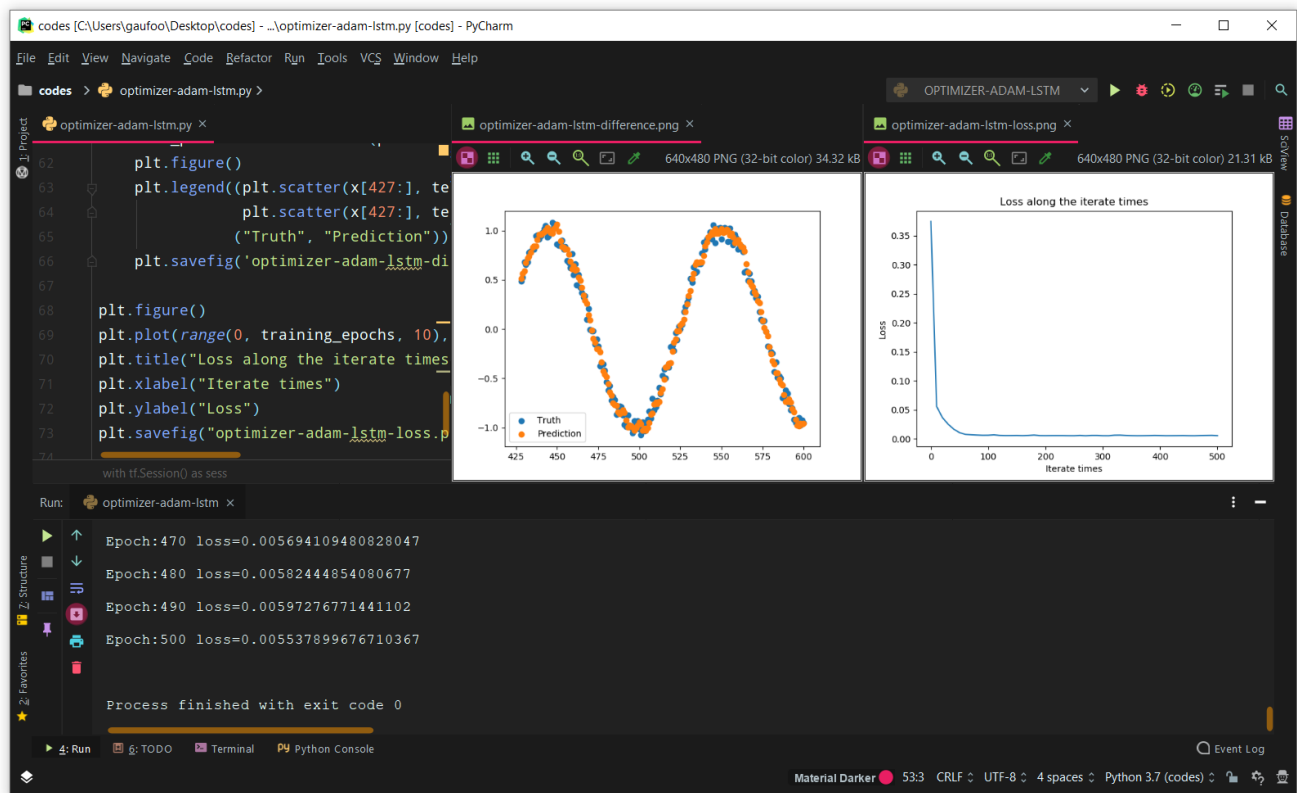 codes [C:\Users\gaufoo\Desktop\codes] - ...\optimizer-adam-lstm.py [codes] - PyCharm
File Edit View Navigate Code Refactor Run Tools VCS Window Help
codes > optimizer-adam-lstm.py >
OPTIMIZER-ADAM-LSTM
1: Project
optimizer-adam-lstm.py ×
62 plt.figure()
63 plt.legend((plt.scatter(x[427:], te
64 plt.scatter(x[427:], te
65 ("Truth", "Prediction"))
66 plt.savefig('optimizer-adam-lstm-di
67
68 plt.figure()
69 plt.plot(range(0, training_epochs, 10),
70 plt.title("Loss along the iterate times
71 plt.xlabel("Iterate times")
72 plt.ylabel("Loss")
73 plt.savefig("optimizer-adam-lstm-loss.p
74
with tf.Session() as sess
optimizer-adam-lstm-difference.png ×
640x480 PNG (32-bit color) 34.32 kB
1.0
0.5
0.0
−0.5
−1.0
Truth
Prediction
425 450 475 500 525 550 575 600
optimizer-adam-lstm-loss.png ×
640x480 PNG (32-bit color) 21.31 kB
Loss along the iterate times
0.35
0.30
0.25
0.20
0.15
0.10
0.05
0.00
Loss
0 100 200 300 400 500
Iterate times
SciView
Database
Run: optimizer-adam-lstm ×
Epoch:470 loss=0.005694109480828047
Epoch:480 loss=0.00582444854080677
Epoch:490 loss=0.00597276771441102
Epoch:500 loss=0.005537899676710367
Process finished with exit code 0
7: Structure
2: Favorites
4: Run 6: TODO Terminal Python Console
Event Log
Material Darker 53:3 CRLF UTF-8 4 spaces Python 3.7 (codes)